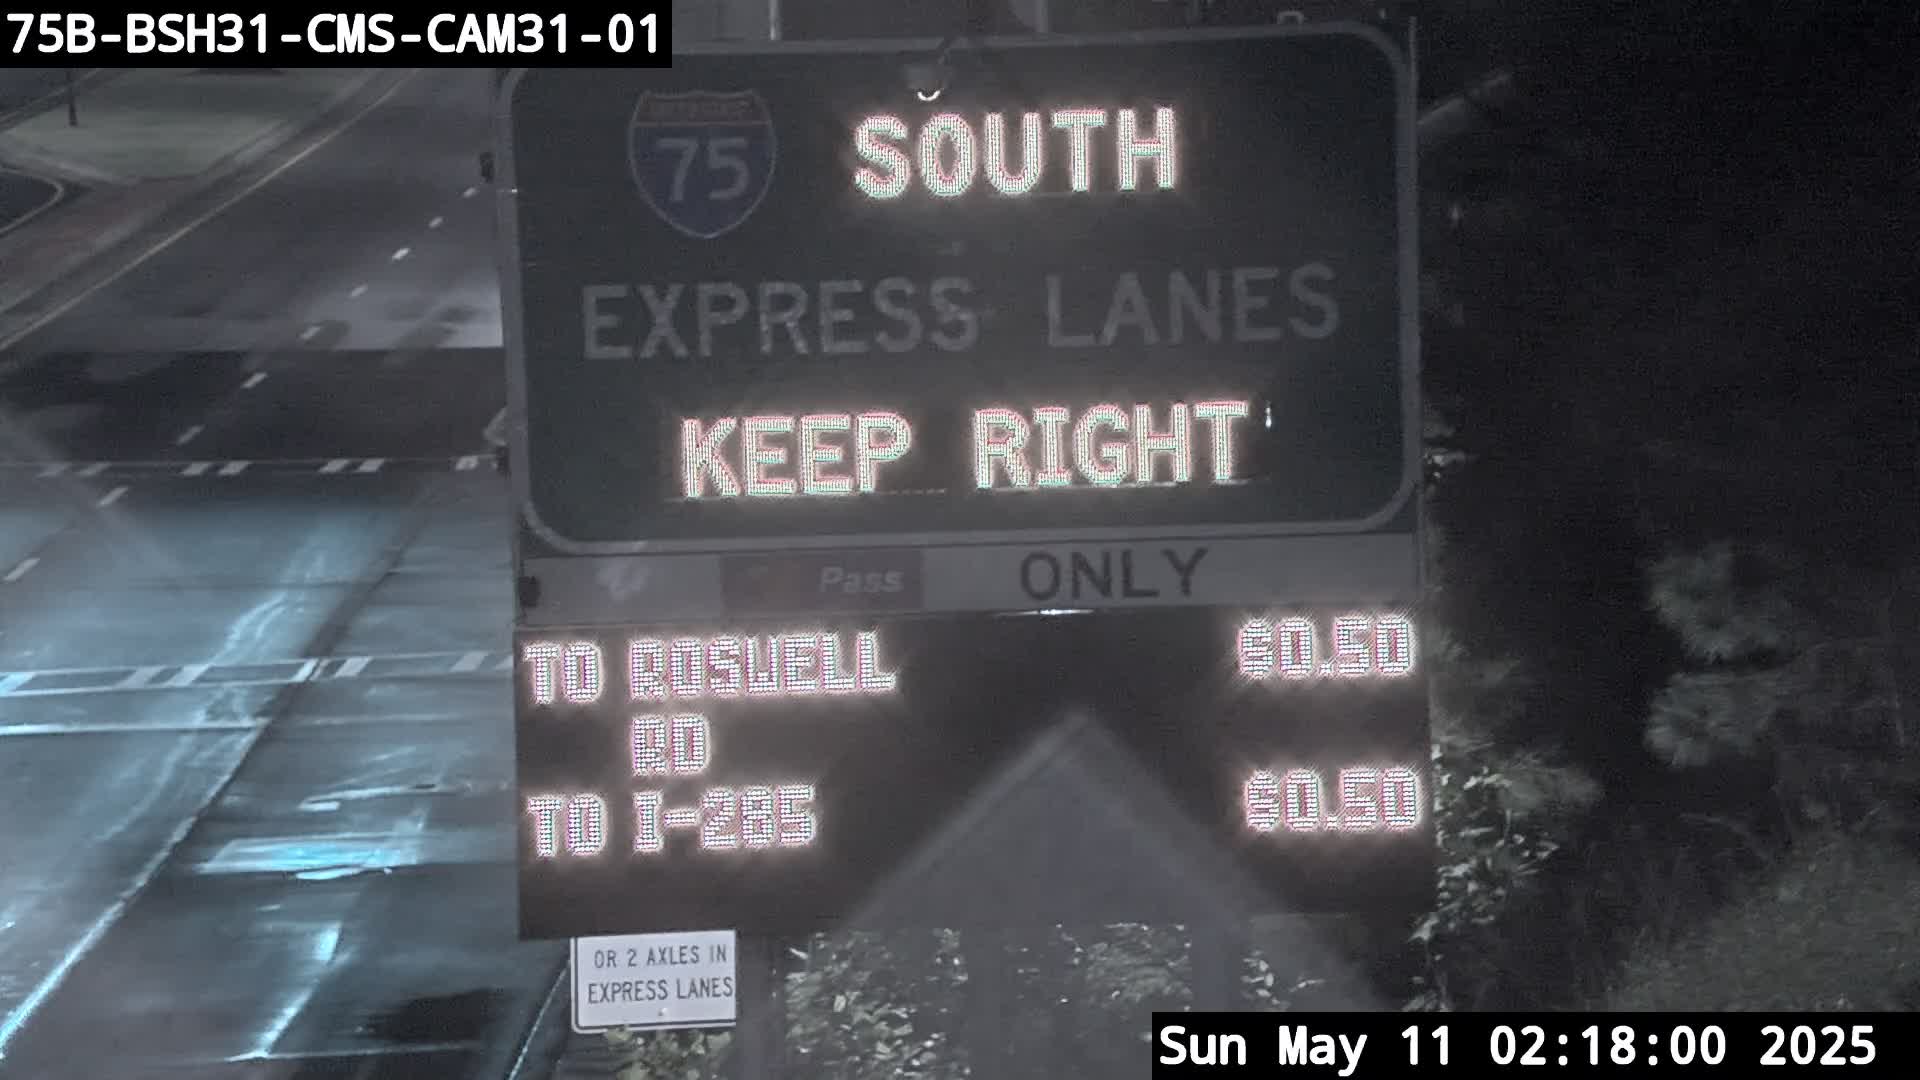 75B-BSH31-CMS-CAM31-01
75 SOUTH
EXPRESS LANES
KEEP RIGHT
Pass ONLY
TO ROSWELL $0.50
RD
TO I-285 $0.50
OR 2 AXLES IN
EXPRESS LANES
Sun May 11 02:18:00 2025